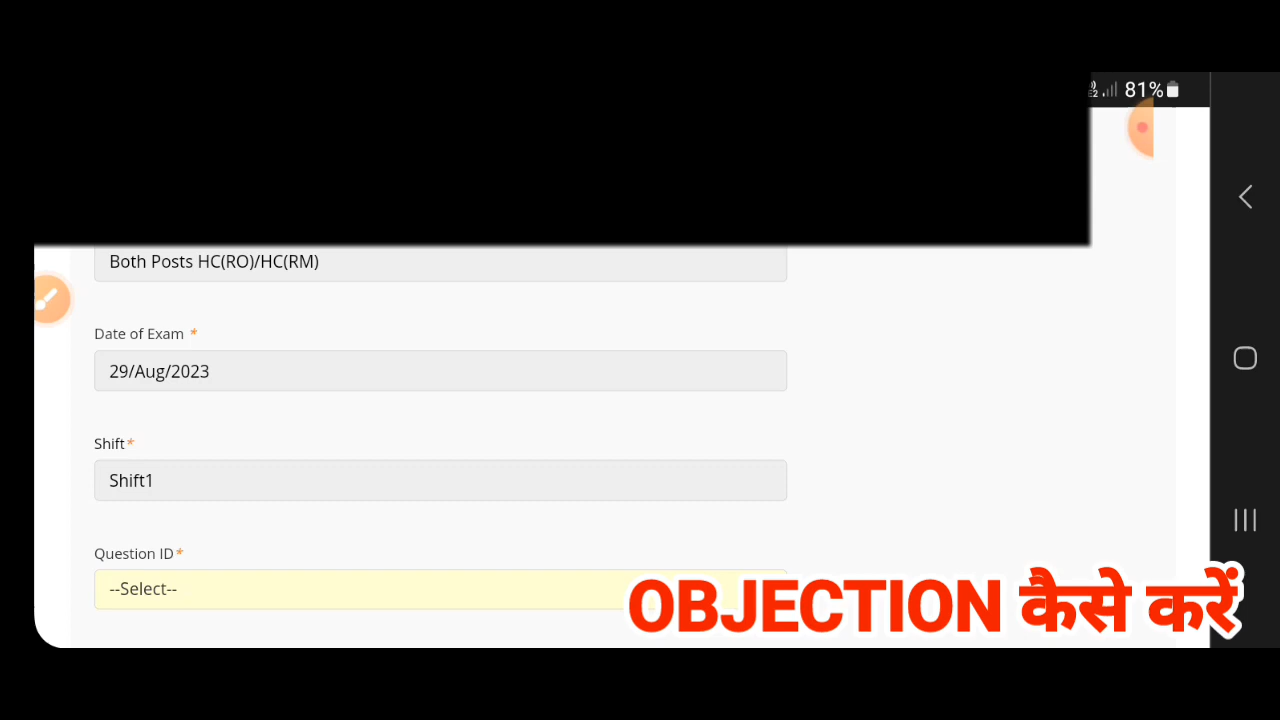 81%
Both Posts HC(RO)/HC(RM)
Date of Exam *
29/Aug/2023
Shift*
Shift1
Question ID*
--Select--
OBJECTION कैसे करें